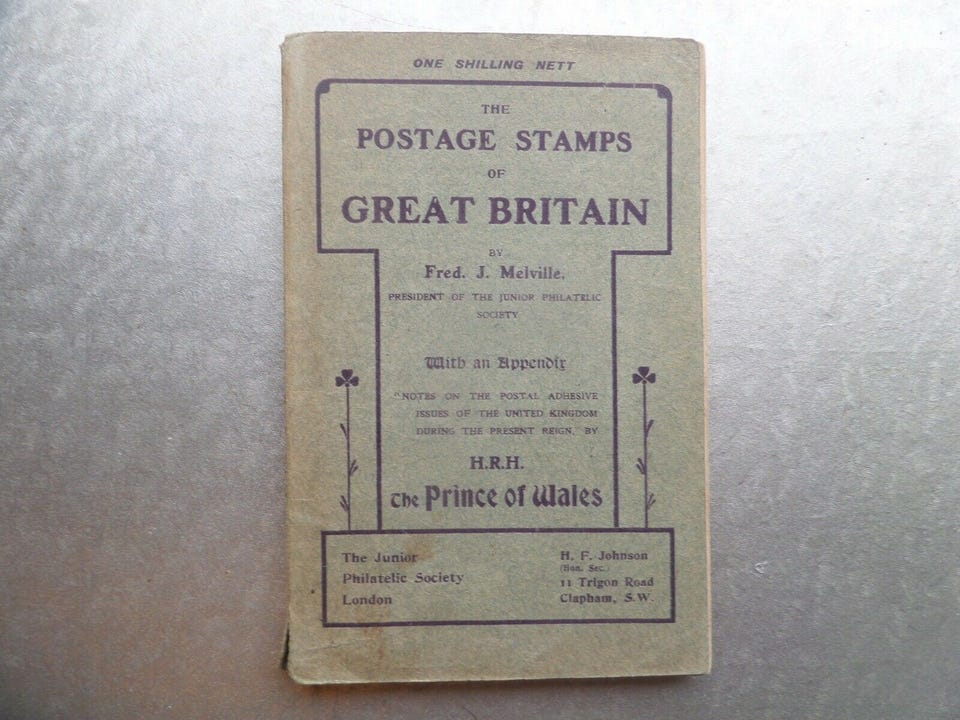 ONE SHILLING NETT
THE
POSTAGE STAMPS
OF
GREAT BRITAIN
BY
Fred. J. Melville,
PRESIDENT OF THE JUNIOR PHILATELIC
SOCIETY
With an Appendix
"NOTES ON THE POSTAL ADHESIVE
ISSUES OF THE UNITED KINGDOM
DURING THE PRESENT REIGN, BY
H.R.H.
The Prince of Wales
The Junior
Philatelic Society
London
H. F. Johnson
(Hon. Sec.)
11 Trigon Road
Clapham, S.W.